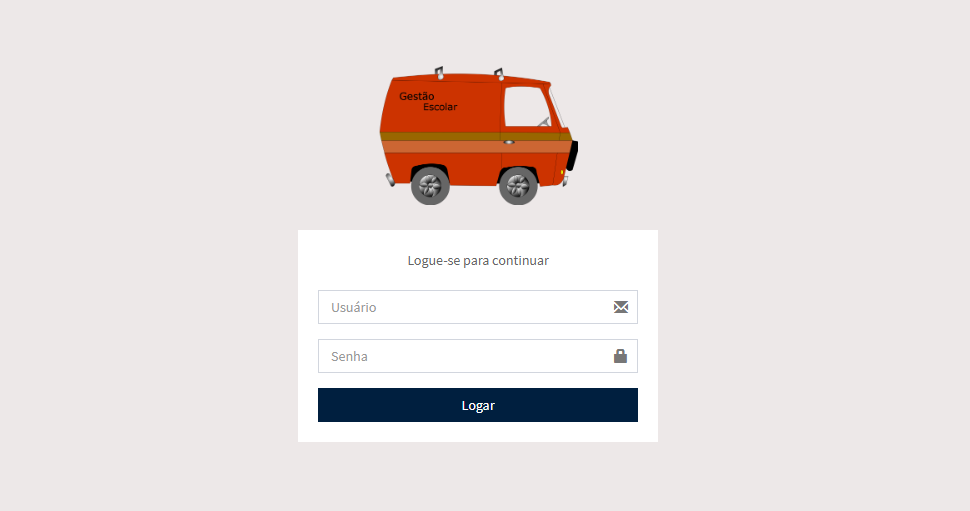 Gestão
Escolar
Logue-se para continuar
Usuário
Senha
Logar